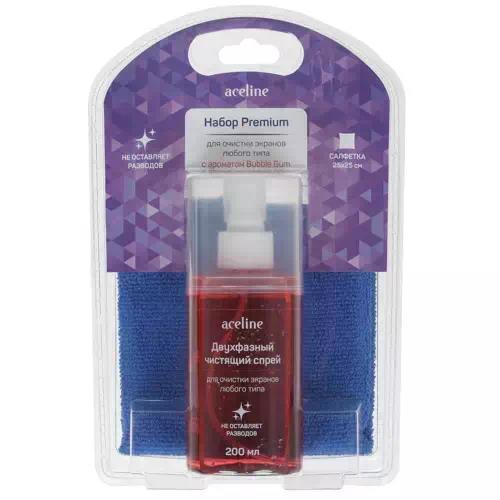 aceline
Набор Premium
для очистки экранов
любого типа
с ароматом Bubble Gum
НЕ ОСТАВЛЯЕТ
РАЗВОДОВ
САЛФЕТКА
25x25 см
aceline
Двухфазный
чистящий спрей
для очистки экранов
любого типа
НЕ ОСТАВЛЯЕТ
РАЗВОДОВ
200 мл